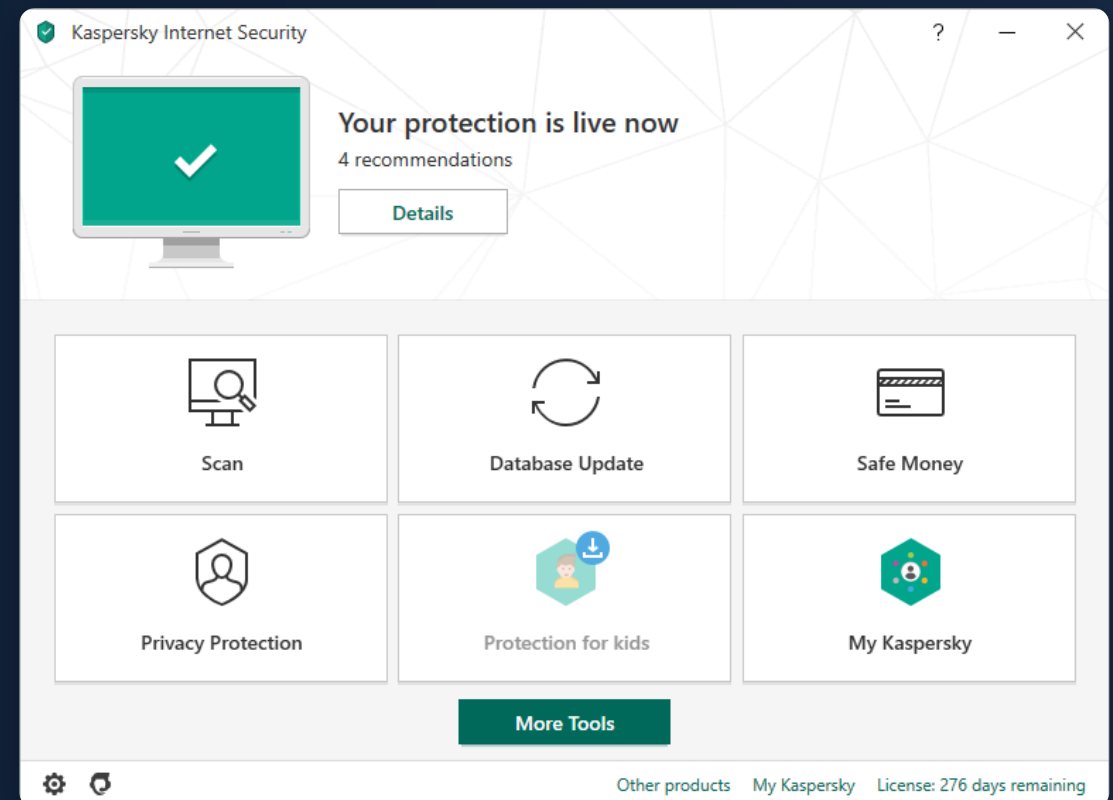 Kaspersky Internet Security
?
Your protection is live now
4 recommendations
Details
Scan
Database Update
Safe Money
Privacy Protection
Protection for kids
My Kaspersky
More Tools
Other products
My Kaspersky
License: 276 days remaining